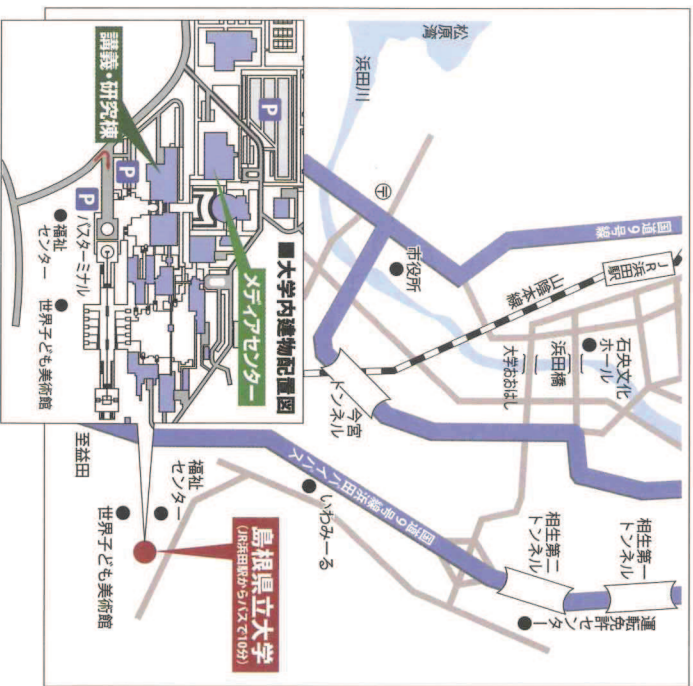 松原湾
浜田川
〒
市役所
国道9号線
JR
浜田駅
山陰本線
石央文化
ホール
浜田橋
大学おおはし
今宮
トンネル
国道9号線浜田バイパス
いわみーる
相生第一
トンネル
相生第二
トンネル
運転免許
センター
島根県立大学
(JR浜田駅からバスで10分)
福祉
センター
世界子ども美術館
至益田
■大学内建物配置図
メディアセンター
講義・研究棟
P
P
P
バスターミナル
福祉
センター
世界子ども美術館